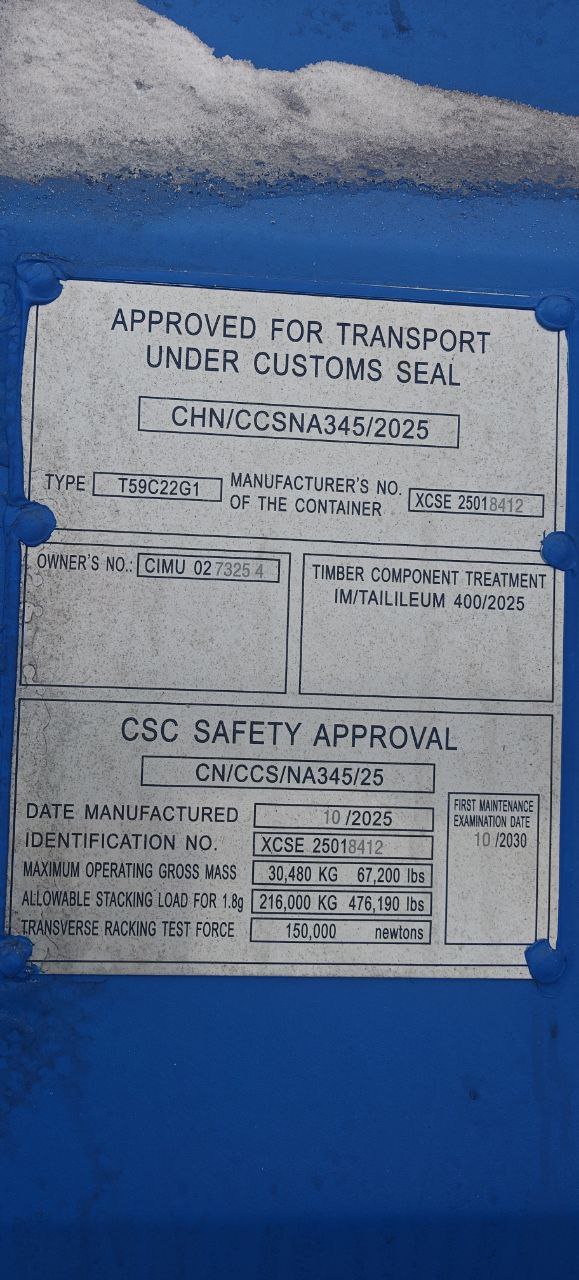 APPROVED FOR TRANSPORT
UNDER CUSTOMS SEAL
CHN/CCSNA345/2025
TYPE T59C22G1
MANUFACTURER'S NO.
OF THE CONTAINER
XCSE 25018412
OWNER'S NO.: CIMU 027325 4
TIMBER COMPONENT TREATMENT
IM/TAILILEUM 400/2025
CSC SAFETY APPROVAL
CN/CCS/NA345/25
DATE MANUFACTURED 10 /2025
IDENTIFICATION NO. XCSE 25018412
MAXIMUM OPERATING GROSS MASS 30,480 KG 67,200 lbs
ALLOWABLE STACKING LOAD FOR 1.8g 216,000 KG 476,190 lbs
TRANSVERSE RACKING TEST FORCE 150,000 newtons
FIRST MAINTENANCE
EXAMINATION DATE
10 /2030